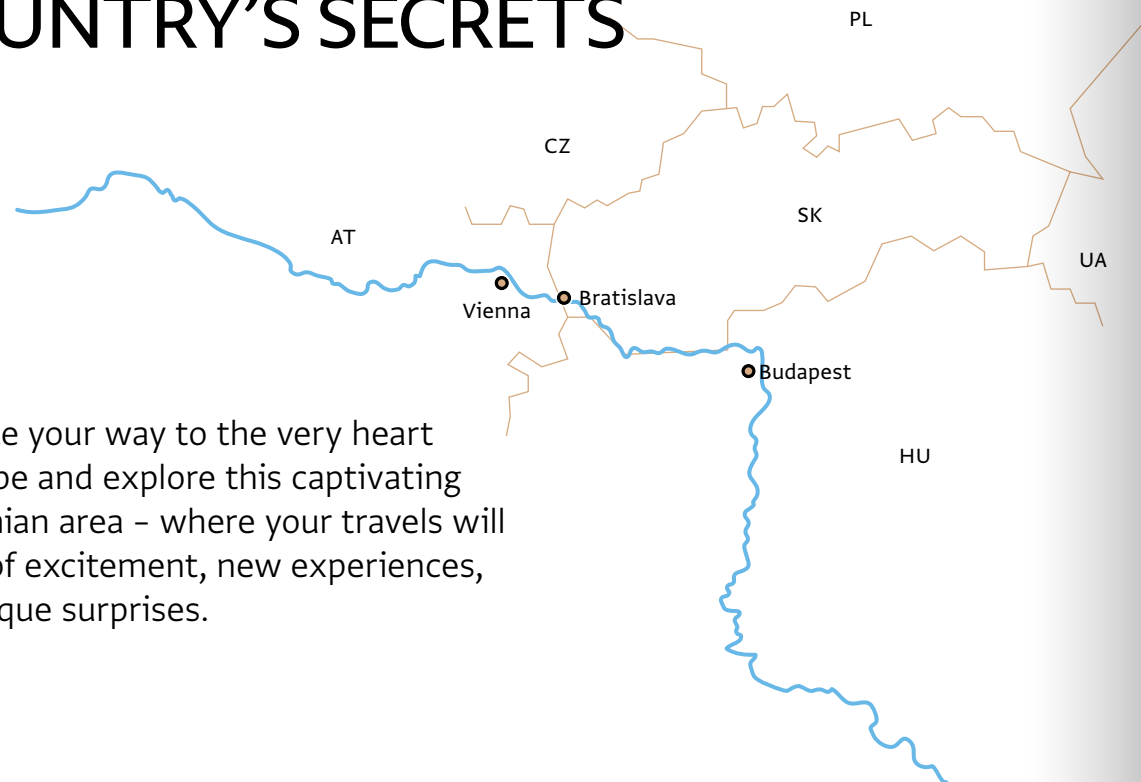 UNTRY'S SECRETS
PL
CZ
SK
AT
UA
Vienna
Bratislava
Budapest
HU
e your way to the very heart
pe and explore this captivating
ian area – where your travels will
of excitement, new experiences,
que surprises.